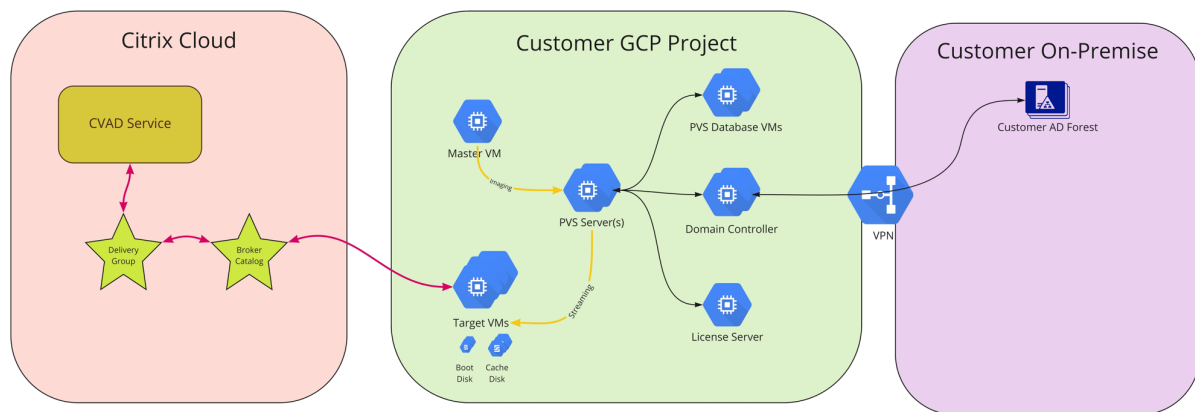 Citrix Cloud
CVAD Service
Delivery
Group
Broker
Catalog
Customer GCP Project
Master VM
Imaging
PVS Server(s)
Streaming
Target VMs
Boot
Disk
Cache
Disk
PVS Database VMs
Domain Controller
License Server
VPN
Customer On-Premise
Customer AD Forest